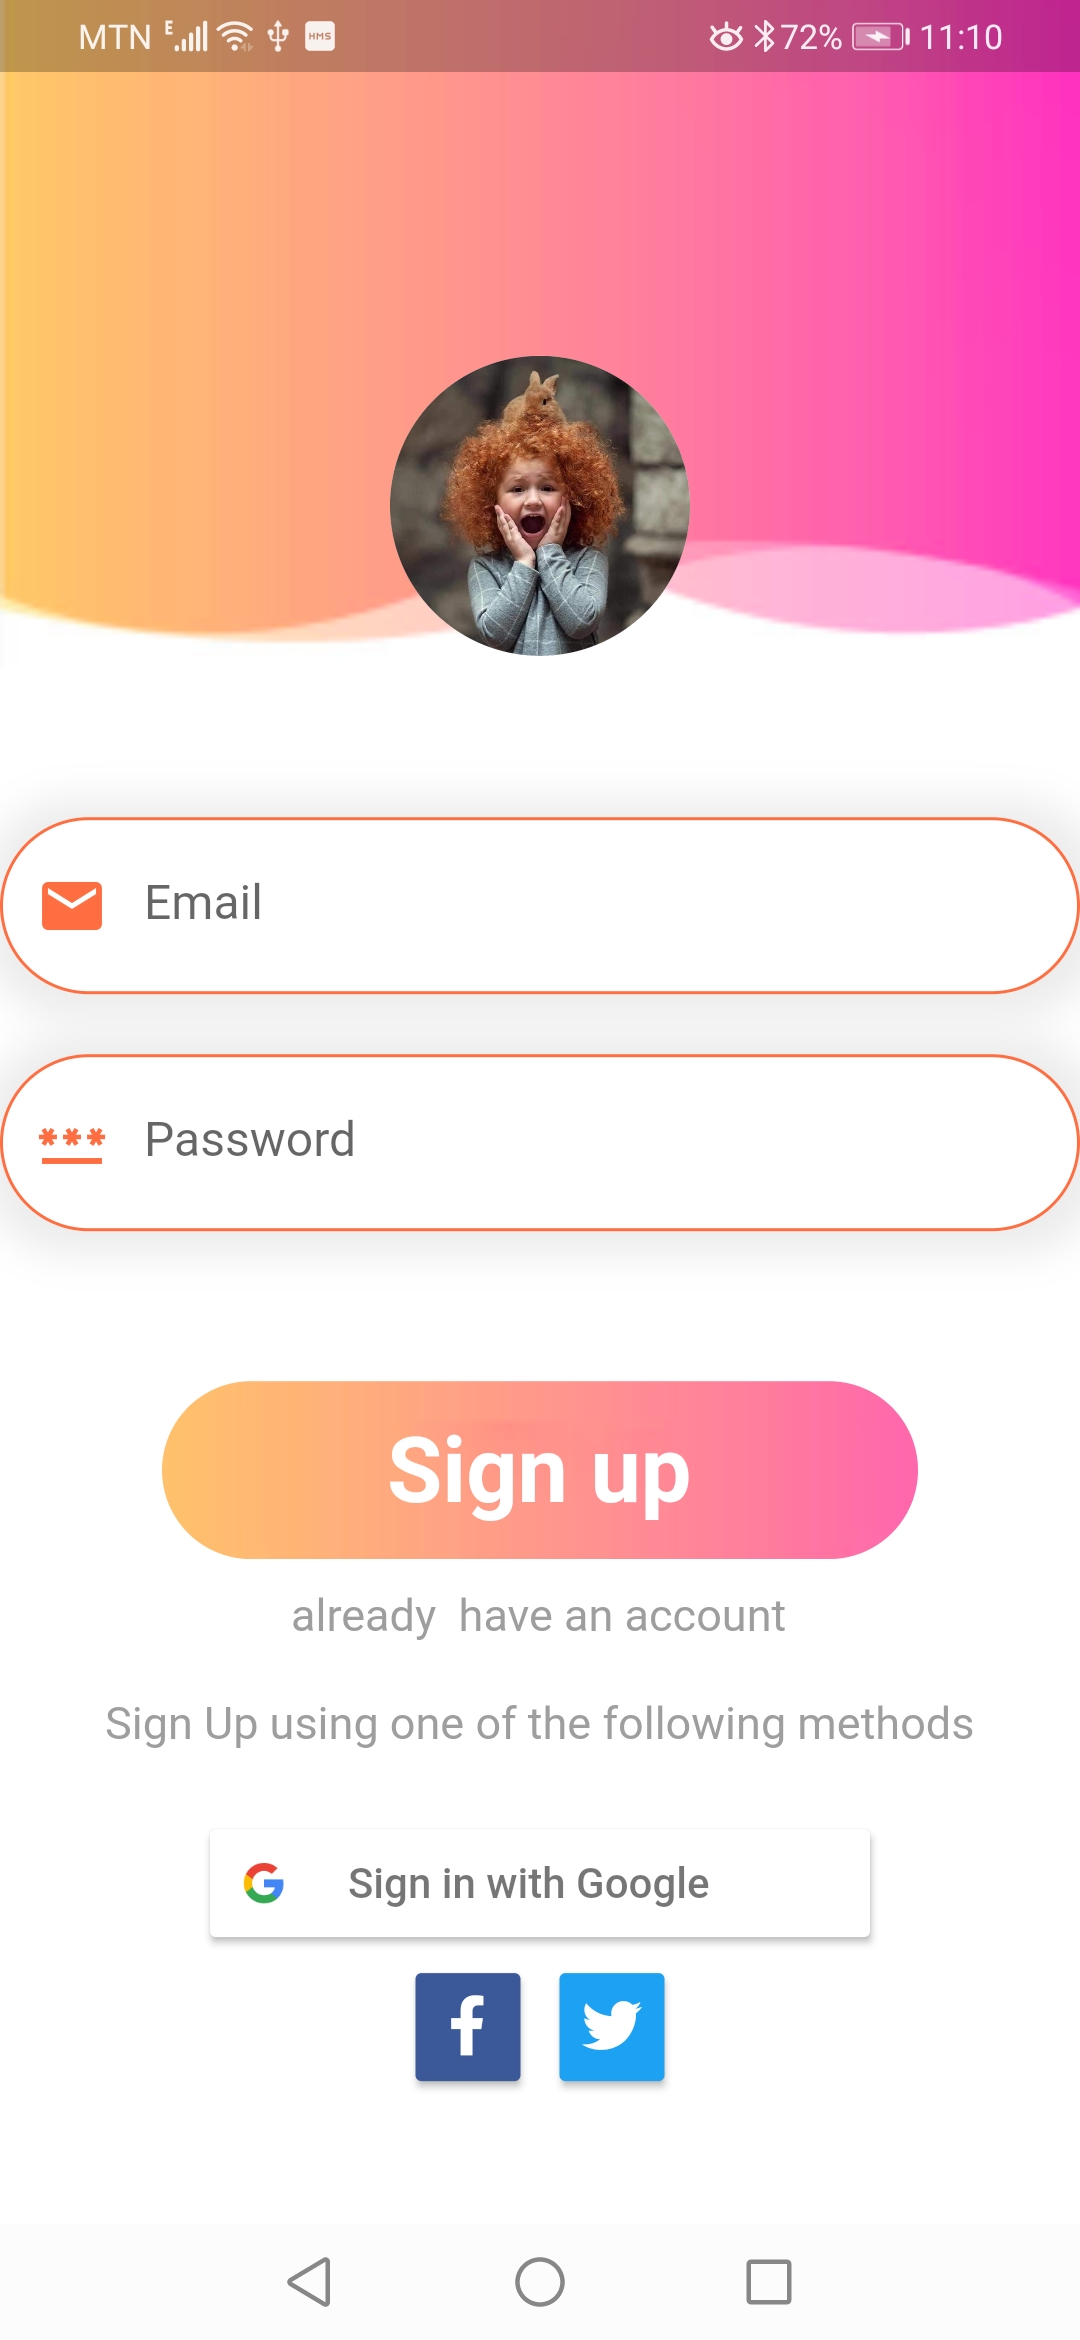 MTN E HMS 72% 11:10
Email
*** Password
Sign up
already  have an account
Sign Up using one of the following methods
G Sign in with Google
f